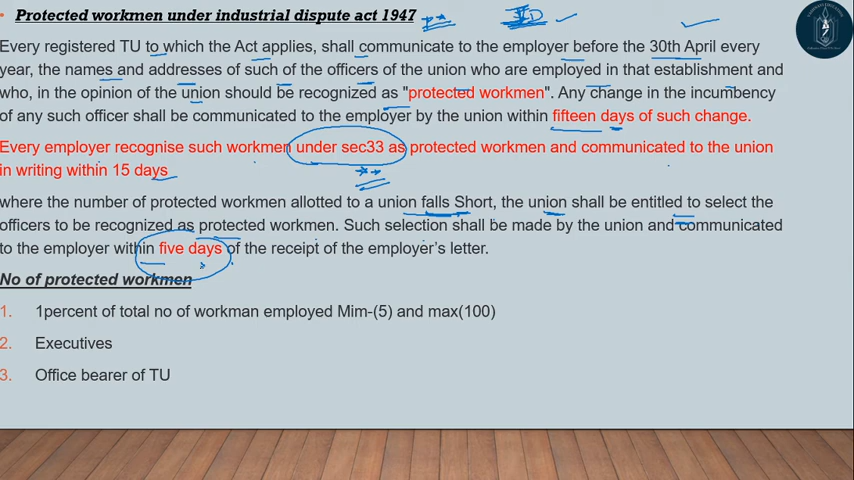 • Protected workmen under industrial dispute act 1947
ID
Every registered TU to which the Act applies, shall communicate to the employer before the 30th April every
year, the names and addresses of such of the officers of the union who are employed in that establishment and
who, in the opinion of the union should be recognized as "protected workmen". Any change in the incumbency
of any such officer shall be communicated to the employer by the union within fifteen days of such change.
Every employer recognise such workmen under sec33 as protected workmen and communicated to the union
in writing within 15 days
where the number of protected workmen allotted to a union falls Short, the union shall be entitled to select the
officers to be recognized as protected workmen. Such selection shall be made by the union and communicated
to the employer within five days of the receipt of the employer's letter.
No of protected workmen
1. 1percent of total no of workman employed Mim-(5) and max(100)
2. Executives
3. Office bearer of TU